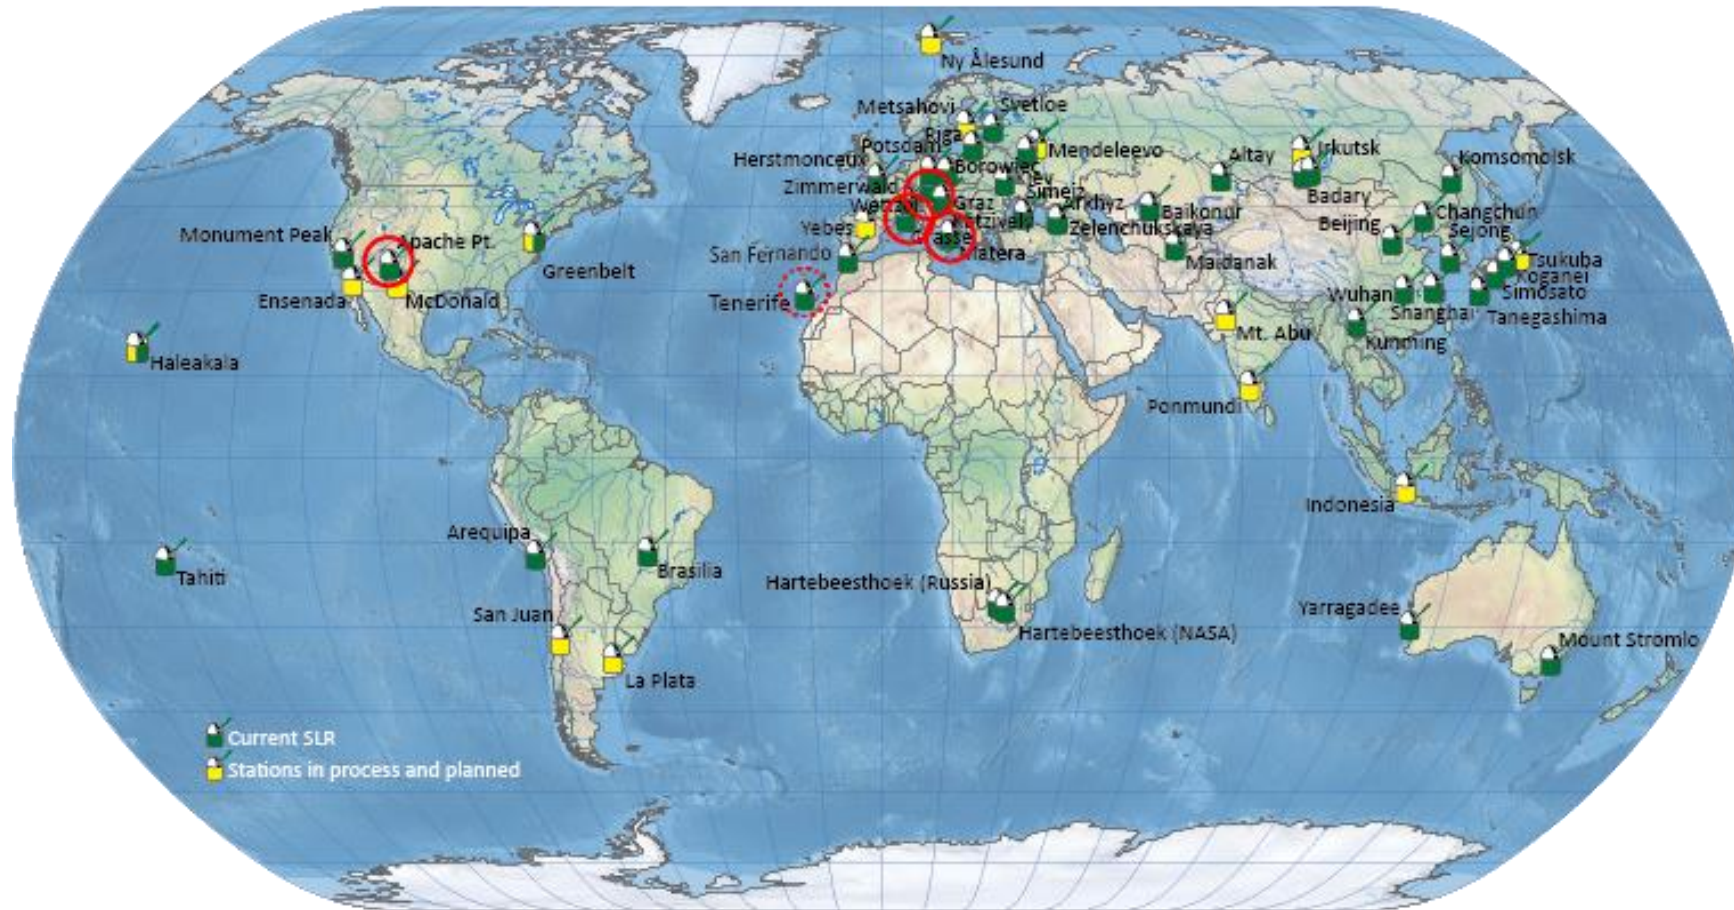 Ny Ålesund
Metsahovi
Svetloe
Riga
Potsdam
Mendeleevo
Altay
Irkutsk
Komsomolsk
Herstmonceux
Borowiec
Zimmerwald
Simeiz
Badary
Graz
Arkhyz
Baikonur
Beijing
Changchun
Yebes
Zelenchukskaya
Sejong
Monument Peak
Apache Pt.
San Fernando
Matera
Maidanak
Tsukuba
Greenbelt
Koganei
Ensenada
McDonald
Tenerife
Wuhan
Simosato
Shanghai
Tanegashima
Mt. Abu
Kunming
Haleakala
Ponmundi
Indonesia
Arequipa
Brasilia
Tahiti
Hartebeesthoek (Russia)
San Juan
Yarragadee
Hartebeesthoek (NASA)
Mount Stromlo
La Plata
Current SLR
Stations in process and planned